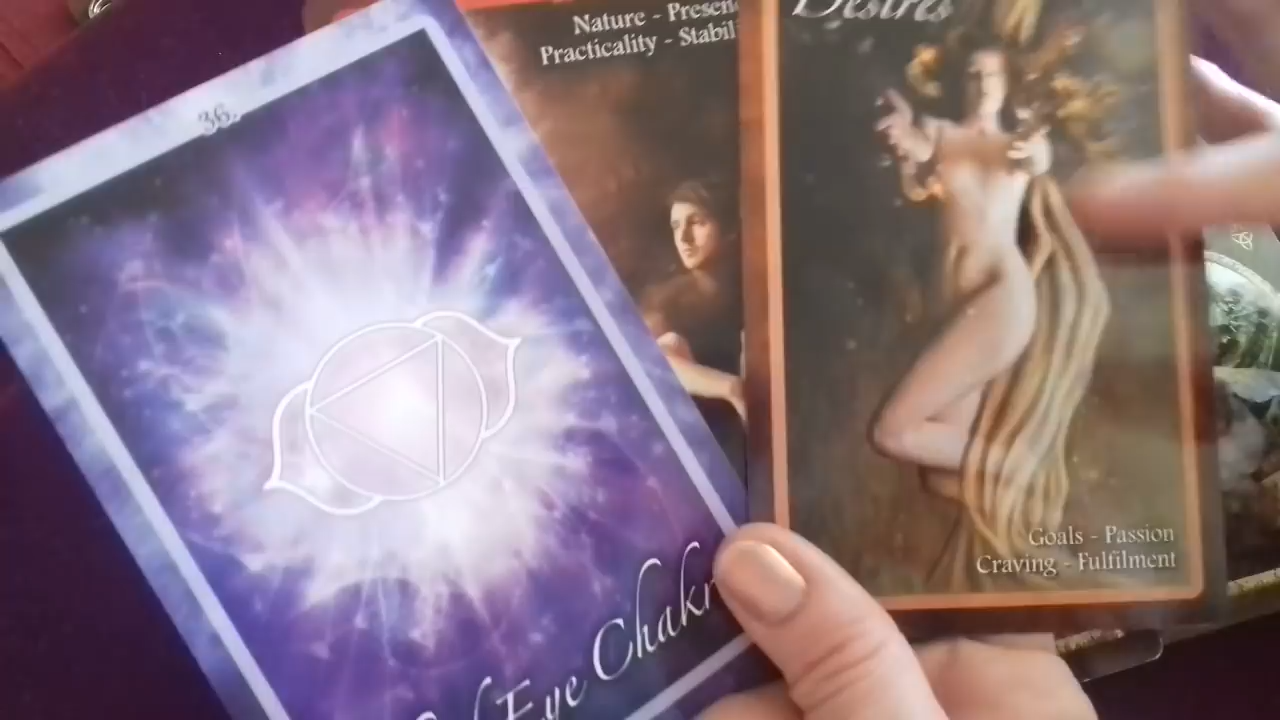 36.
Nature - Presen
Practicality - Stabil
Desires
Goals - Passion
Craving - Fulfilment
Eye Chakr